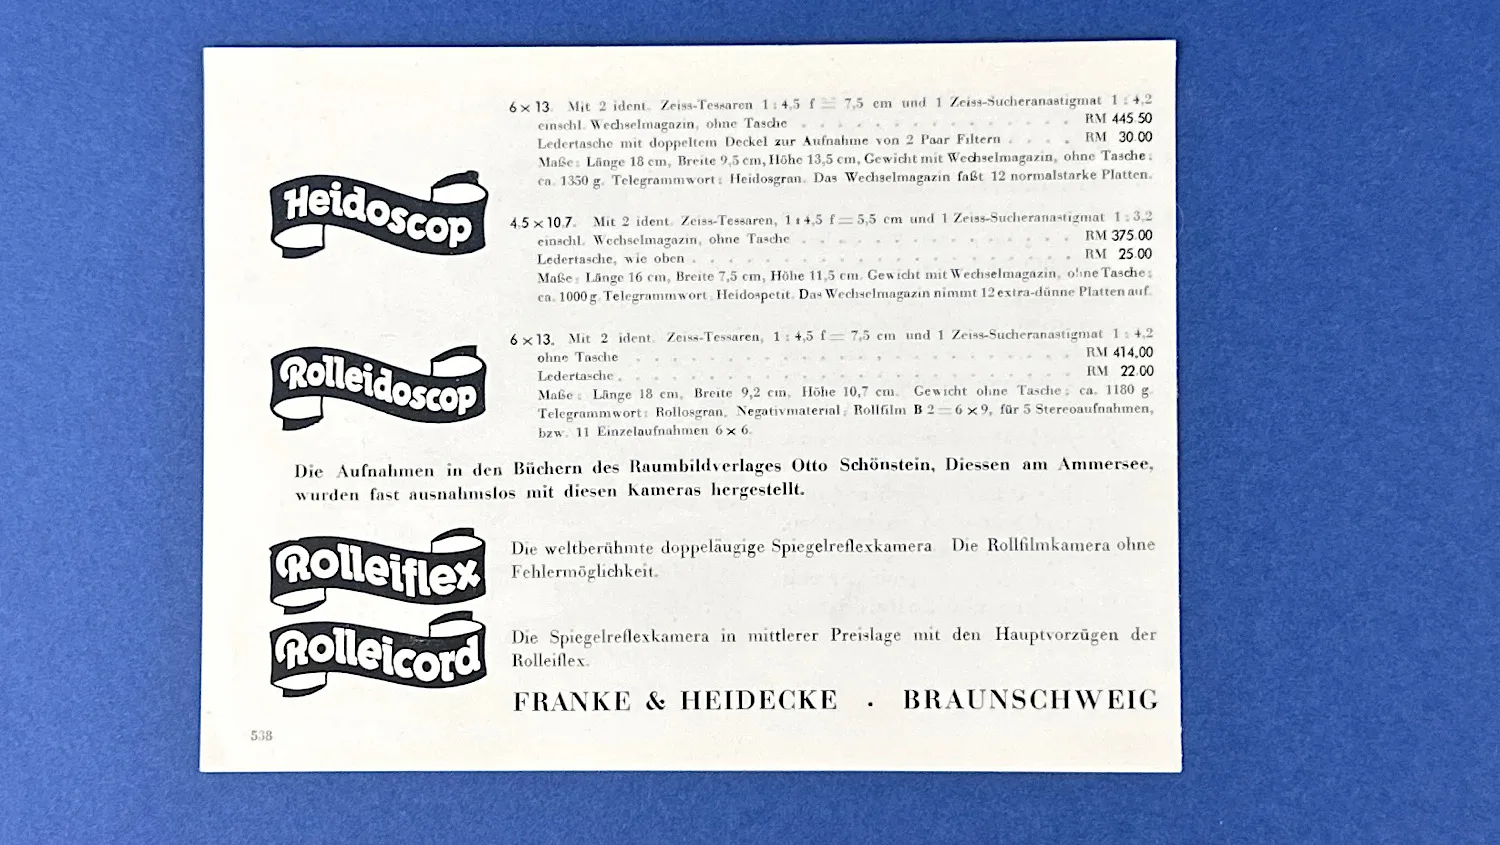 Heidoscop
6 × 13. Mit 2 ident. Zeiss-Tessaren 1 : 4,5 f = 7,5 cm und 1 Zeiss-Sucheranastigmat 1 : 4,2
einschl. Wechselmagazin, ohne Tasche . . . . . . . . . . . . RM 445.50
Ledertasche mit doppeltem Deckel zur Aufnahme von 2 Paar Filtern . . . . RM 30.00
Maße: Länge 18 cm, Breite 9,5 cm, Höhe 13,5 cm, Gewicht mit Wechselmagazin, ohne Tasche:
ca. 1350 g. Telegrammwort: Heidosgran. Das Wechselmagazin faßt 12 normalstarke Platten.
4,5 × 10,7. Mit 2 ident. Zeiss-Tessaren, 1 : 4,5 f = 5,5 cm und 1 Zeiss-Sucheranastigmat 1 : 3,2
einschl. Wechselmagazin, ohne Tasche . . . . . . . . . . . . RM 375.00
Ledertasche, wie oben . . . . . . . . . . . . . . . . . . RM 25.00
Maße: Länge 16 cm, Breite 7,5 cm, Höhe 11,5 cm. Gewicht mit Wechselmagazin, ohne Tasche:
ca. 1000 g. Telegrammwort: Heidospetit. Das Wechselmagazin nimmt 12 extra-dünne Platten auf.
Rolleidoscop
6 × 13. Mit 2 ident. Zeiss-Tessaren, 1 : 4,5 f = 7,5 cm und 1 Zeiss-Sucheranastigmat 1 : 4,2
ohne Tasche . . . . . . . . . . . . . . . . . . . . RM 414,00
Ledertasche . . . . . . . . . . . . . . . . . . . . RM 22.00
Maße: Länge 18 cm, Breite 9,2 cm, Höhe 10,7 cm. Gewicht ohne Tasche: ca. 1180 g.
Telegrammwort: Rollosgran. Negativmaterial: Rollfilm B 2 = 6 × 9, für 5 Stereoaufnahmen,
bzw. 11 Einzelaufnahmen 6 × 6.
Die Aufnahmen in den Büchern des Raumbildverlages Otto Schönstein, Diessen am Ammersee,
wurden fast ausnahmslos mit diesen Kameras hergestellt.
Rolleiflex
Die weltberühmte doppeläugige Spiegelreflexkamera. Die Rollfilmkamera ohne
Fehlermöglichkeit.
Rolleicord
Die Spiegelreflexkamera in mittlerer Preislage mit den Hauptvorzügen der
Rolleiflex.
FRANKE & HEIDECKE · BRAUNSCHWEIG
538